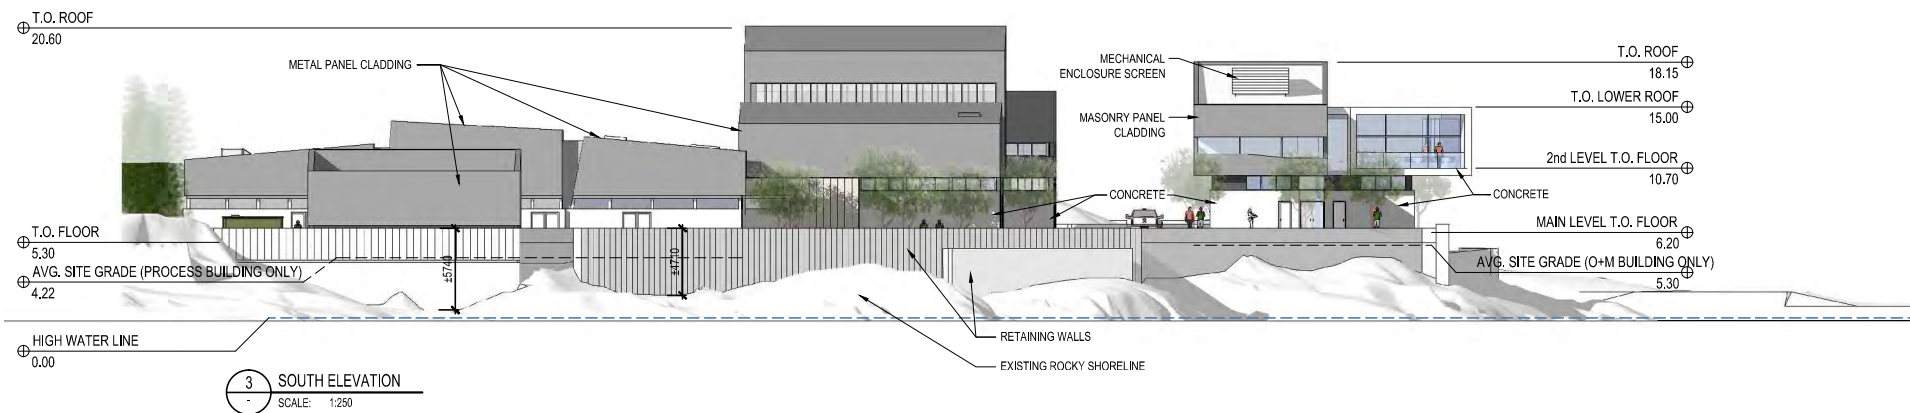 T.O. ROOF
20.60
METAL PANEL CLADDING
MECHANICAL
ENCLOSURE SCREEN
MASONRY PANEL
CLADDING
T.O. ROOF
18.15
T.O. LOWER ROOF
15.00
2nd LEVEL T.O. FLOOR
10.70
CONCRETE
CONCRETE
T.O. FLOOR
5.30
MAIN LEVEL T.O. FLOOR
6.20
AVG. SITE GRADE (PROCESS BUILDING ONLY)
4.22
±5740
±4710
AVG. SITE GRADE (O+M BUILDING ONLY)
5.30
HIGH WATER LINE
0.00
RETAINING WALLS
EXISTING ROCKY SHORELINE
3
-
SOUTH ELEVATION
SCALE: 1:250